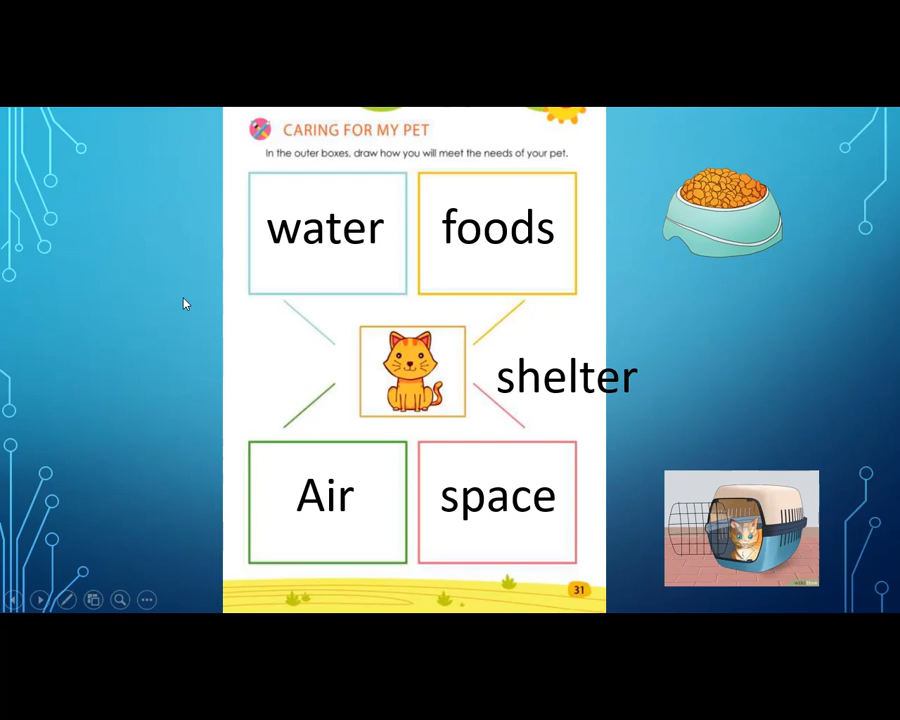 CARING FOR MY PET
In the outer boxes, draw how you will meet the needs of your pet.
water
foods
shelter
Air
space
31